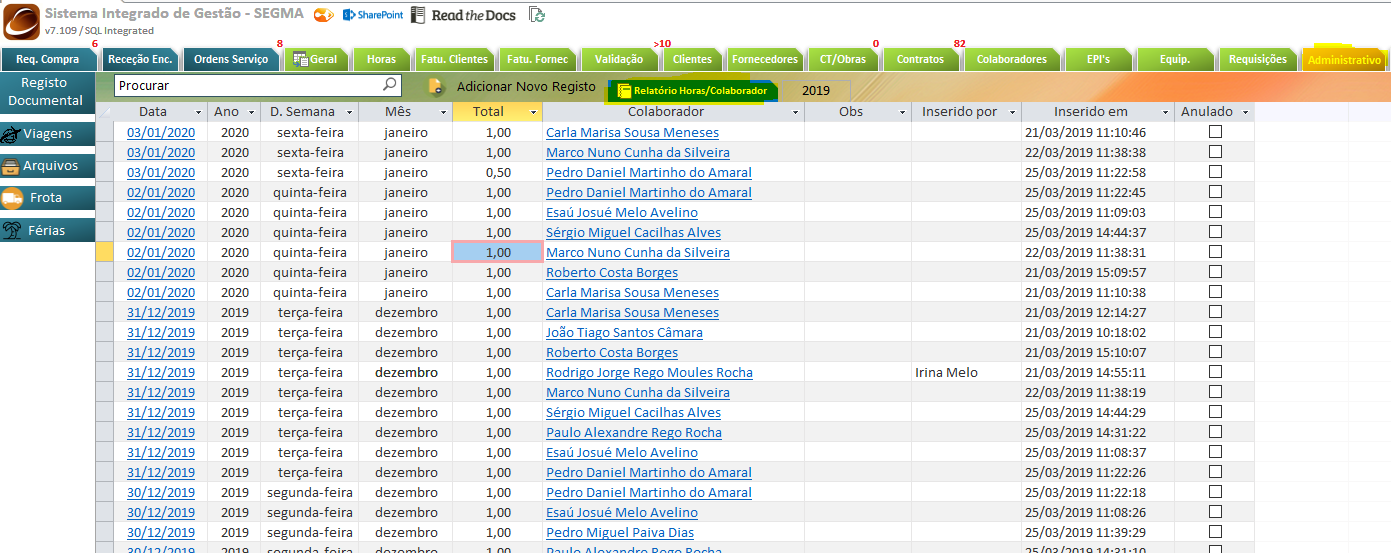 Sistema Integrado de Gestão - SEGMA SharePoint Read the Docs
v7.109 / SQL Integrated
6 8 >10 0 82
Req. Compra Receção Enc. Ordens Serviço Geral Horas Fatu. Clientes Fatu. Fornec Validação Clientes Fornecedores CT/Obras Contratos Colaboradores EPI's Equip. Requisições Administrativo
Registo
Documental
Viagens
Arquivos
Frota
Férias
Procurar Adicionar Novo Registo Relatório Horas/Colaborador 2019
Data Ano D. Semana Mês Total Colaborador Obs Inserido por Inserido em Anulado
03/01/2020 2020 sexta-feira janeiro 1,00 Carla Marisa Sousa Meneses 21/03/2019 11:10:46
03/01/2020 2020 sexta-feira janeiro 1,00 Marco Nuno Cunha da Silveira 22/03/2019 11:38:38
03/01/2020 2020 sexta-feira janeiro 0,50 Pedro Daniel Martinho do Amaral 25/03/2019 11:22:58
02/01/2020 2020 quinta-feira janeiro 1,00 Pedro Daniel Martinho do Amaral 25/03/2019 11:22:45
02/01/2020 2020 quinta-feira janeiro 1,00 Esaú Josué Melo Avelino 25/03/2019 11:09:03
02/01/2020 2020 quinta-feira janeiro 1,00 Sérgio Miguel Cacilhas Alves 25/03/2019 14:44:37
02/01/2020 2020 quinta-feira janeiro 1,00 Marco Nuno Cunha da Silveira 22/03/2019 11:38:31
02/01/2020 2020 quinta-feira janeiro 1,00 Roberto Costa Borges 21/03/2019 15:09:57
02/01/2020 2020 quinta-feira janeiro 1,00 Carla Marisa Sousa Meneses 21/03/2019 11:10:38
31/12/2019 2019 terça-feira dezembro 1,00 Carla Marisa Sousa Meneses 21/03/2019 12:14:27
31/12/2019 2019 terça-feira dezembro 1,00 João Tiago Santos Câmara 21/03/2019 10:18:02
31/12/2019 2019 terça-feira dezembro 1,00 Roberto Costa Borges 21/03/2019 15:10:07
31/12/2019 2019 terça-feira dezembro 1,00 Rodrigo Jorge Rego Moules Rocha Irina Melo 21/03/2019 14:55:11
31/12/2019 2019 terça-feira dezembro 1,00 Marco Nuno Cunha da Silveira 22/03/2019 11:38:19
31/12/2019 2019 terça-feira dezembro 1,00 Sérgio Miguel Cacilhas Alves 25/03/2019 14:44:29
31/12/2019 2019 terça-feira dezembro 1,00 Paulo Alexandre Rego Rocha 25/03/2019 14:31:22
31/12/2019 2019 terça-feira dezembro 1,00 Esaú Josué Melo Avelino 25/03/2019 11:08:37
31/12/2019 2019 terça-feira dezembro 1,00 Pedro Daniel Martinho do Amaral 25/03/2019 11:22:26
30/12/2019 2019 segunda-feira dezembro 1,00 Pedro Daniel Martinho do Amaral 25/03/2019 11:22:18
30/12/2019 2019 segunda-feira dezembro 1,00 Esaú Josué Melo Avelino 25/03/2019 11:08:26
30/12/2019 2019 segunda-feira dezembro 1,00 Pedro Miguel Paiva Dias 25/03/2019 11:39:29
30/12/2019 2019 segunda-feira dezembro 1,00 Paulo Alexandre Rego Rocha 25/03/2019 14:31:10